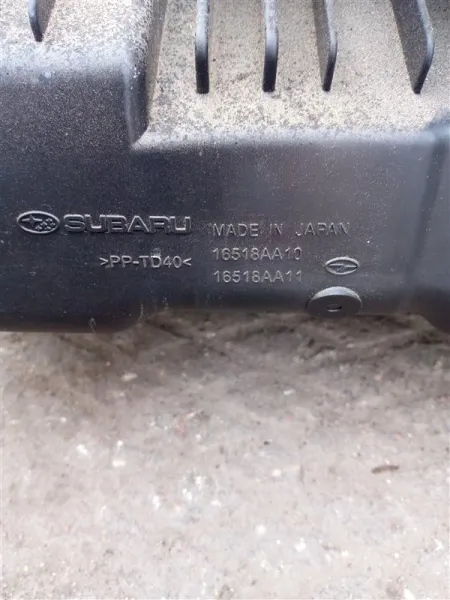 SUBARU
MADE IN JAPAN
>PP-TD40<
16518AA10
16518AA11